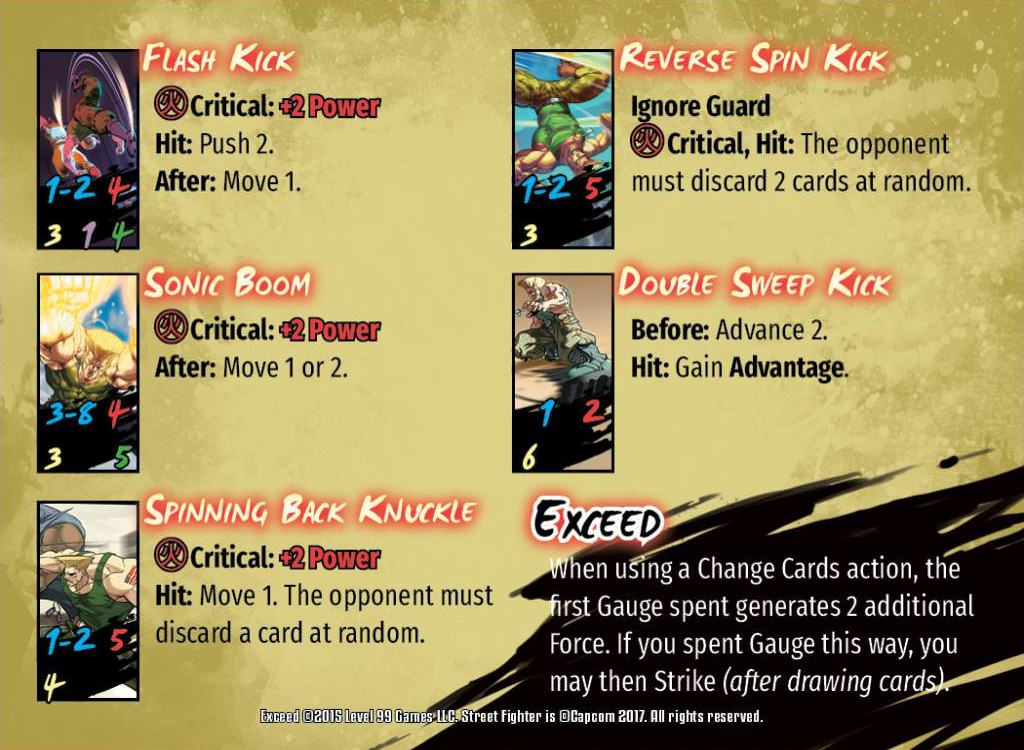 Flash Kick
火 Critical: +2 Power
Hit: Push 2.
After: Move 1.
1-2 4
3 1 4
Sonic Boom
火 Critical: +2 Power
After: Move 1 or 2.
3-8 4
3 5
Spinning Back Knuckle
火 Critical: +2 Power
Hit: Move 1. The opponent must
discard a card at random.
1-2 5
4
Reverse Spin Kick
Ignore Guard
火 Critical, Hit: The opponent
must discard 2 cards at random.
1-2 5
3
Double Sweep Kick
Before: Advance 2.
Hit: Gain Advantage.
1 2
6
Exceed
When using a Change Cards action, the
first Gauge spent generates 2 additional
Force. If you spent Gauge this way, you
may then Strike (after drawing cards).
Exceed ©2015 Level 99 Games LLC. Street Fighter is ©Capcom 2017. All rights reserved.